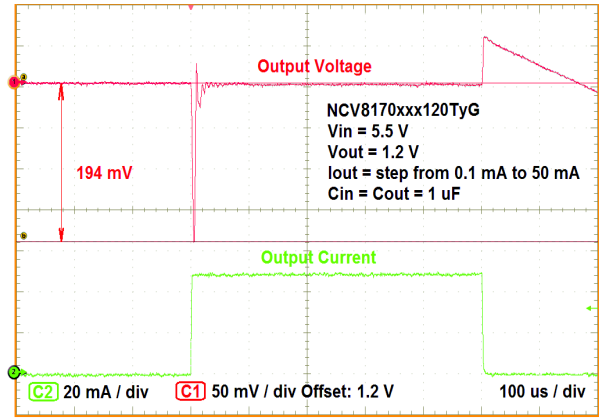 Output Voltage
NCV8170xxx120TyG
Vin = 5.5 V
Vout = 1.2 V
Iout = step from 0.1 mA to 50 mA
Cin = Cout = 1 uF
194 mV
Output Current
C2 20 mA / div C1 50 mV / div Offset: 1.2 V 100 us / div
1
2